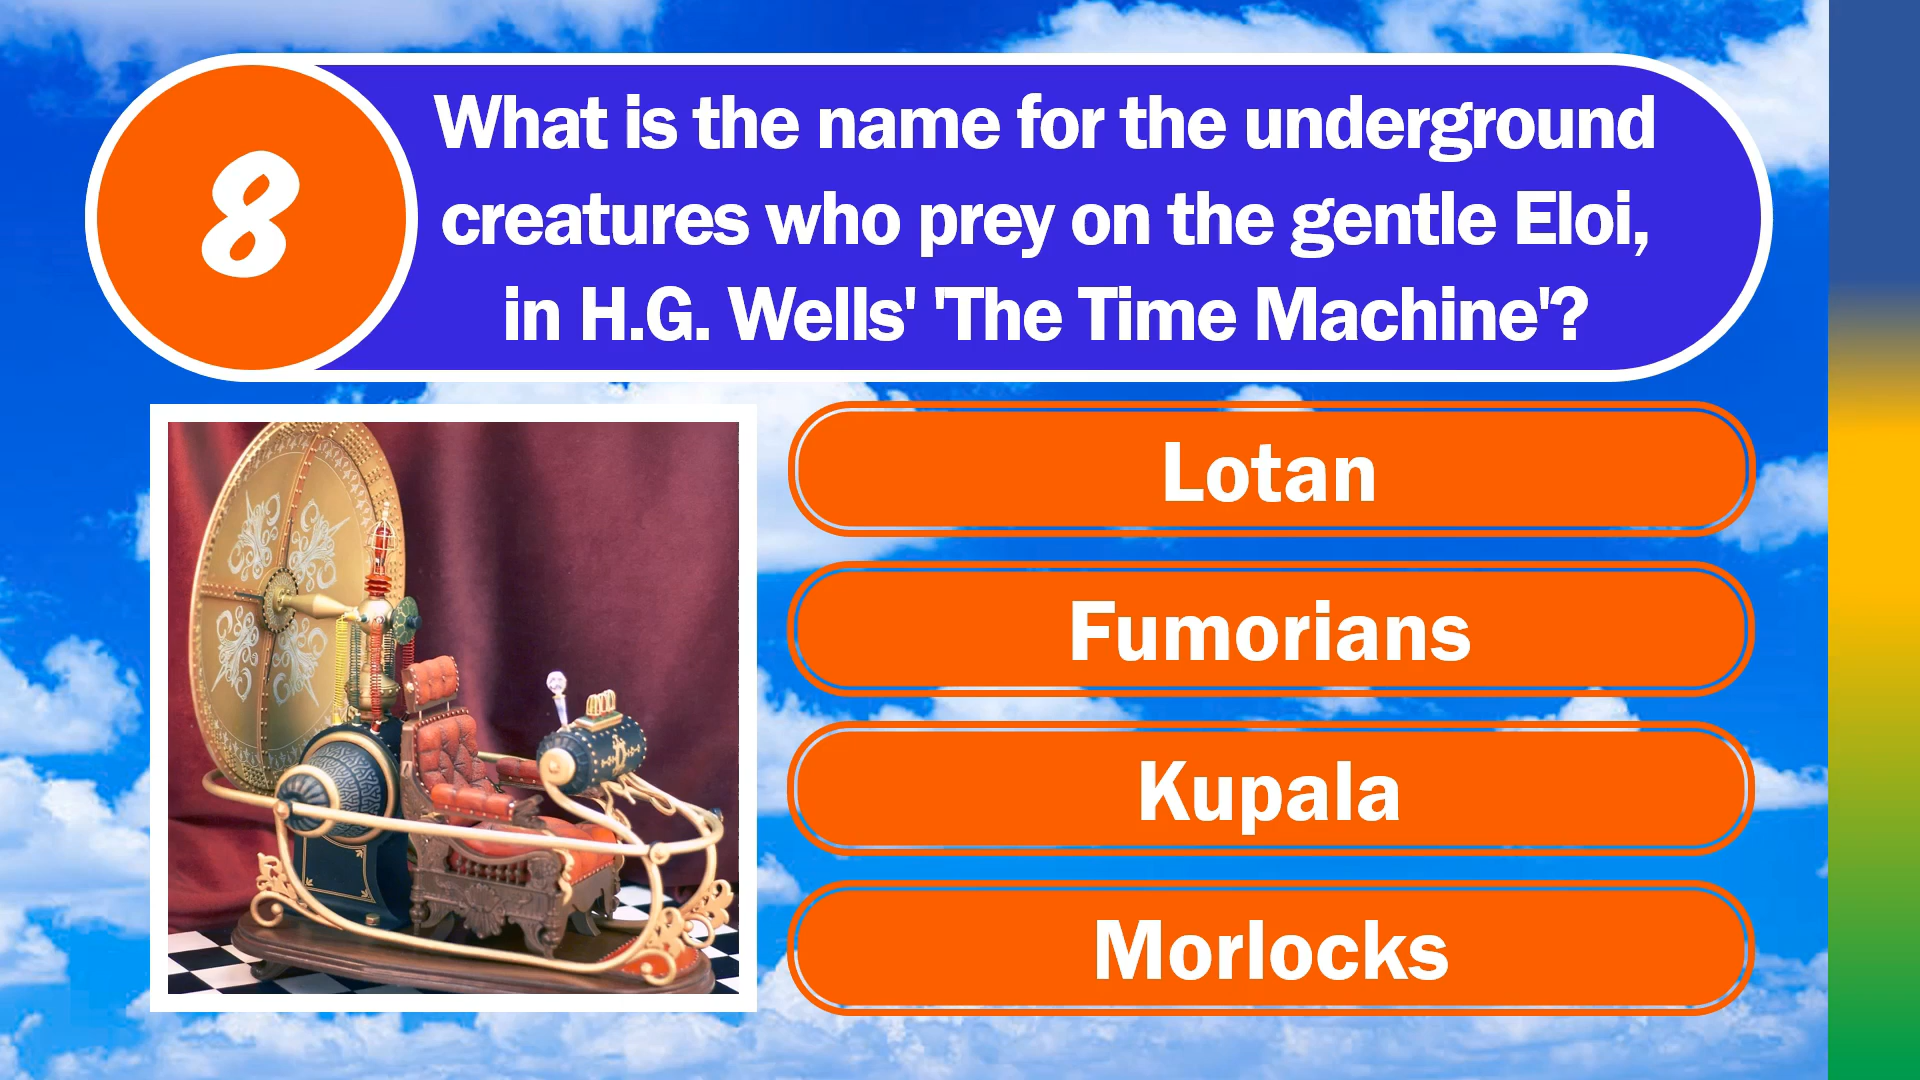 8
What is the name for the underground
creatures who prey on the gentle Eloi,
in H.G. Wells' 'The Time Machine'?
Lotan
Fumorians
Kupala
Morlocks